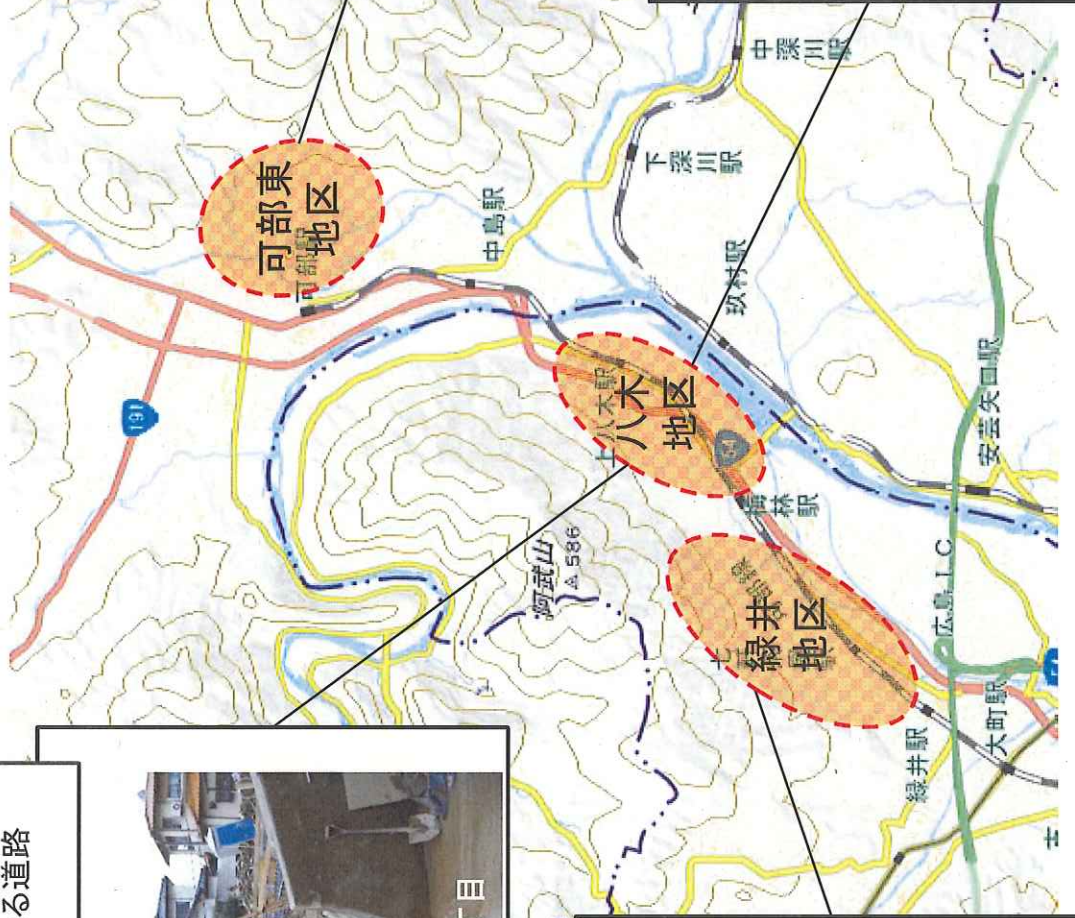 る道路
丁目
191
可部東
地区
可部駅
中島駅
中深川駅
下深川駅
玖村駅
上八木駅
八木
地区
54
梅林駅
阿武山
△586
緑井
地区
安芸矢口駅
広島IC
大町駅
緑井駅